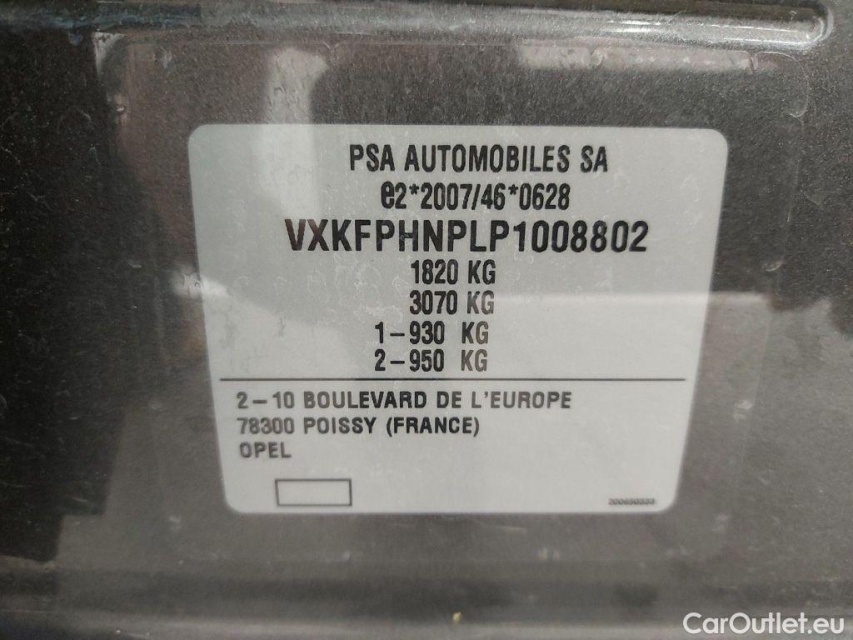 PSA AUTOMOBILES SA
e2*2007/46*0628
VXKFPHNPLP1008802
1820 KG
3070 KG
1-930 KG
2-950 KG
2-10 BOULEVARD DE L'EUROPE
78300 POISSY (FRANCE)
OPEL
CarOutlet.eu